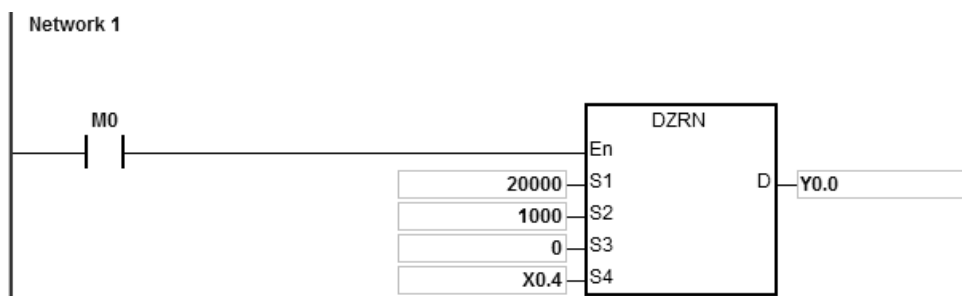 Network 1
M0
DZRN
En
20000 S1 D Y0.0
1000 S2
0 S3
X0.4 S4